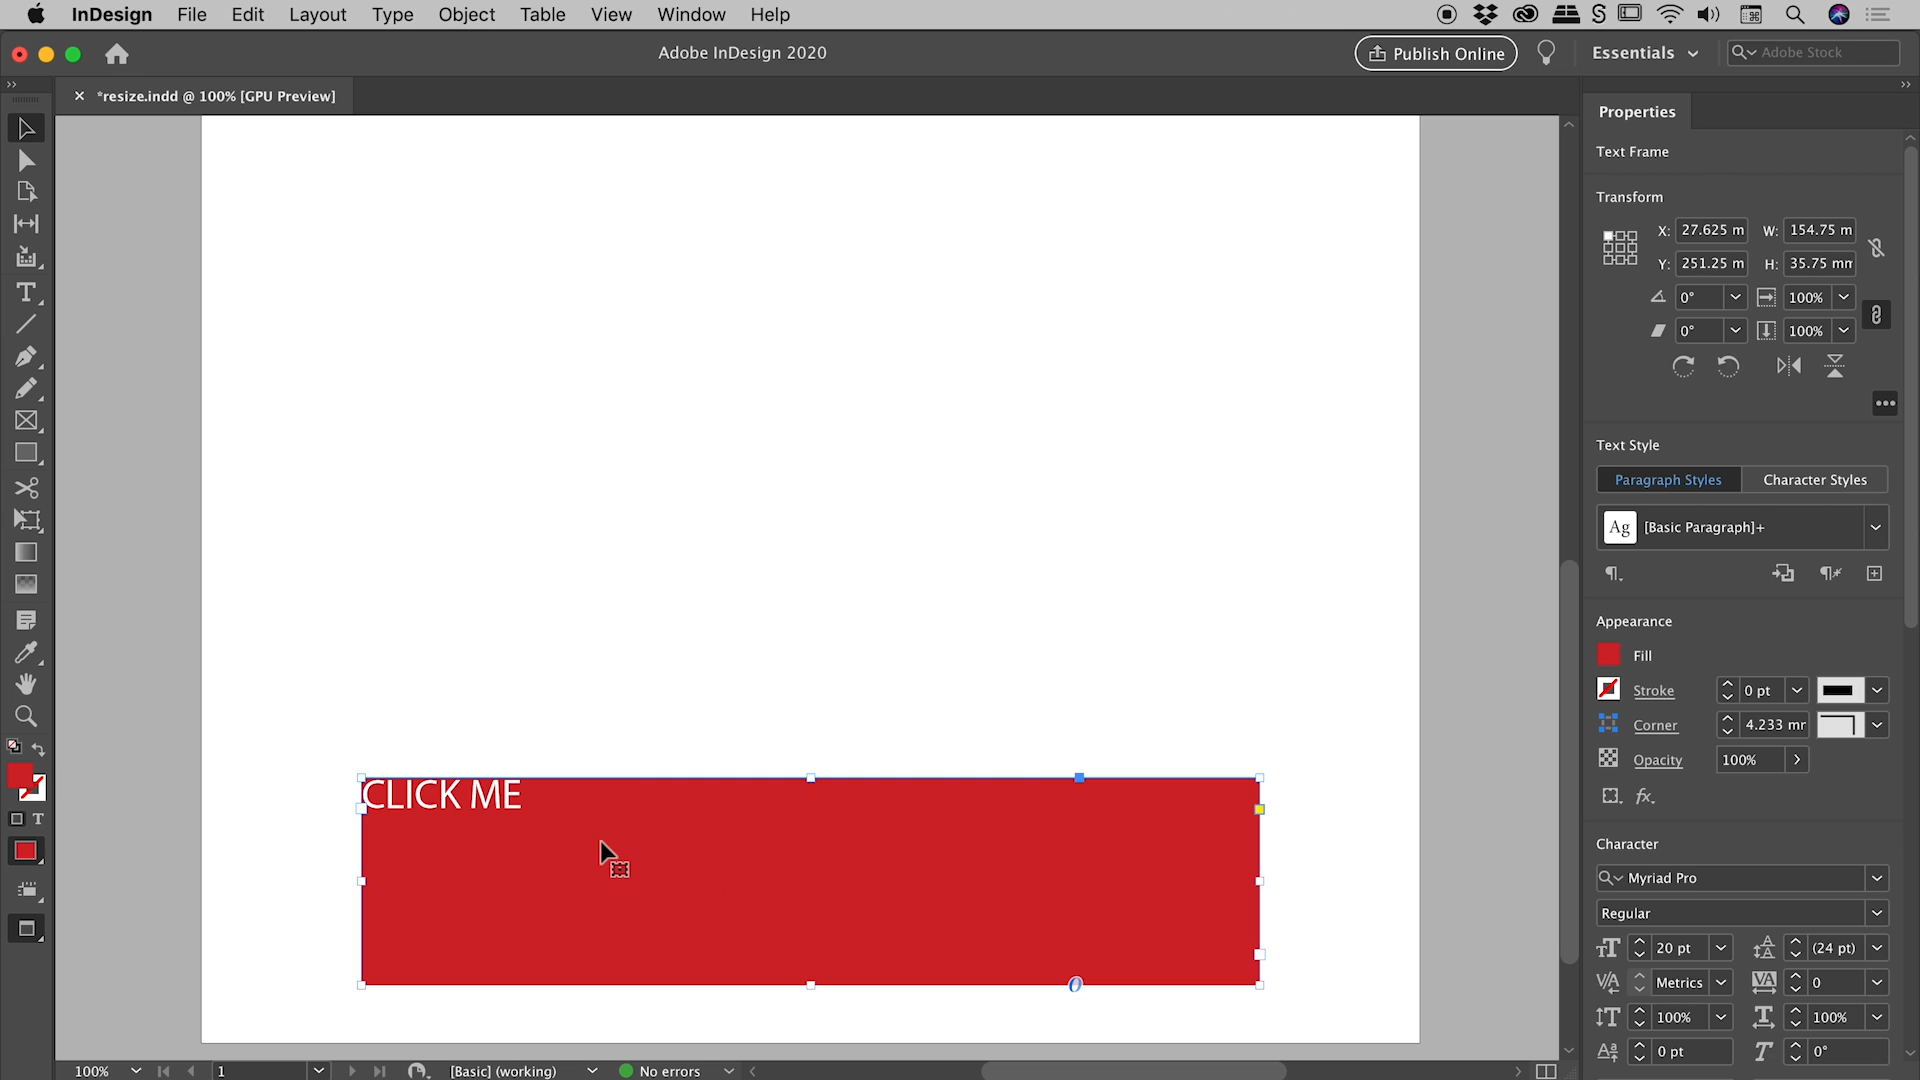 InDesign File Edit Layout Type Object Table View Window Help
Adobe InDesign 2020
Publish Online
Essentials
Adobe Stock
*resize.indd @ 100% [GPU Preview]
Properties
Text Frame
Transform
X: 27.625 m W: 154.75 m
Y: 251.25 m H: 35.75 mm
0° 100%
0° 100%
Text Style
Paragraph Styles Character Styles
Ag [Basic Paragraph]+
Appearance
Fill
Stroke 0 pt
Corner 4.233 mr
Opacity 100%
fx.
CLICK ME
Character
Myriad Pro
Regular
20 pt (24 pt)
Metrics 0
100% 100%
0 pt 0°
100% 1 [Basic] (working) No errors